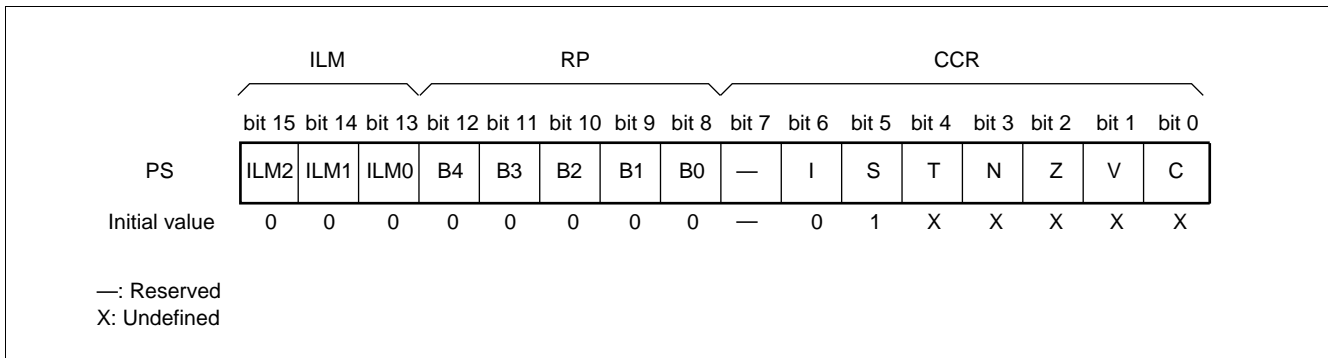 ILM RP CCR
bit 15 bit 14 bit 13 bit 12 bit 11 bit 10 bit 9 bit 8 bit 7 bit 6 bit 5 bit 4 bit 3 bit 2 bit 1 bit 0
PS ILM2 ILM1 ILM0 B4 B3 B2 B1 B0 — I S T N Z V C
Initial value 0 0 0 0 0 0 0 0 — 0 1 X X X X X
—: Reserved
X: Undefined